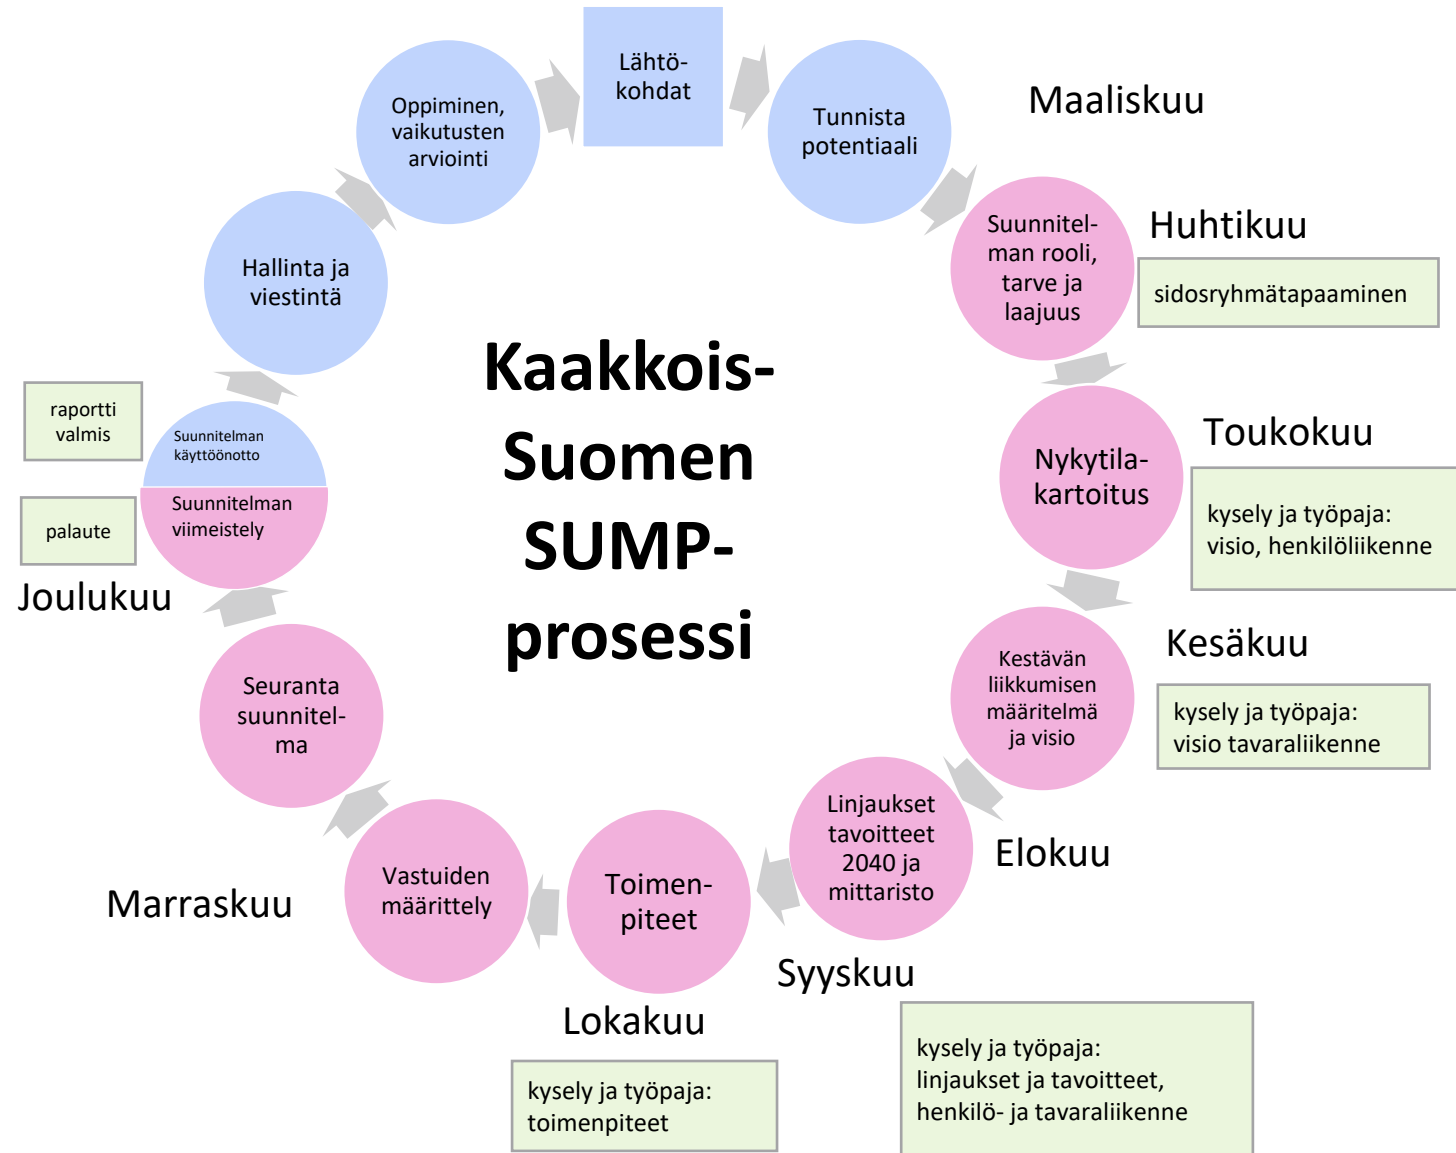 Lähtö-
kohdat
Tunnista
potentiaali
Maaliskuu
Suunnitel-
man rooli,
tarve ja
laajuus
Huhtikuu
sidosryhmätapaaminen
Nykytila-
kartoitus
Toukokuu
kysely ja työpaja:
visio, henkilöliikenne
Kestävän
liikkumisen
määritelmä
ja visio
Kesäkuu
kysely ja työpaja:
visio tavaraliikenne
Elokuu
Linjaukset
tavoitteet
2040 ja
mittaristo
Syyskuu
kysely ja työpaja:
linjaukset ja tavoitteet,
henkilö- ja tavaraliikenne
Toimen-
piteet
Lokakuu
kysely ja työpaja:
toimenpiteet
Vastuiden
määrittely
Marraskuu
Seuranta
suunnitel-
ma
Joulukuu
Suunnitelman
viimeistely
palaute
Suunnitelman
käyttöönotto
raportti
valmis
Hallinta ja
viestintä
Oppiminen,
vaikutusten
arviointi
Kaakkois-
Suomen
SUMP-
prosessi